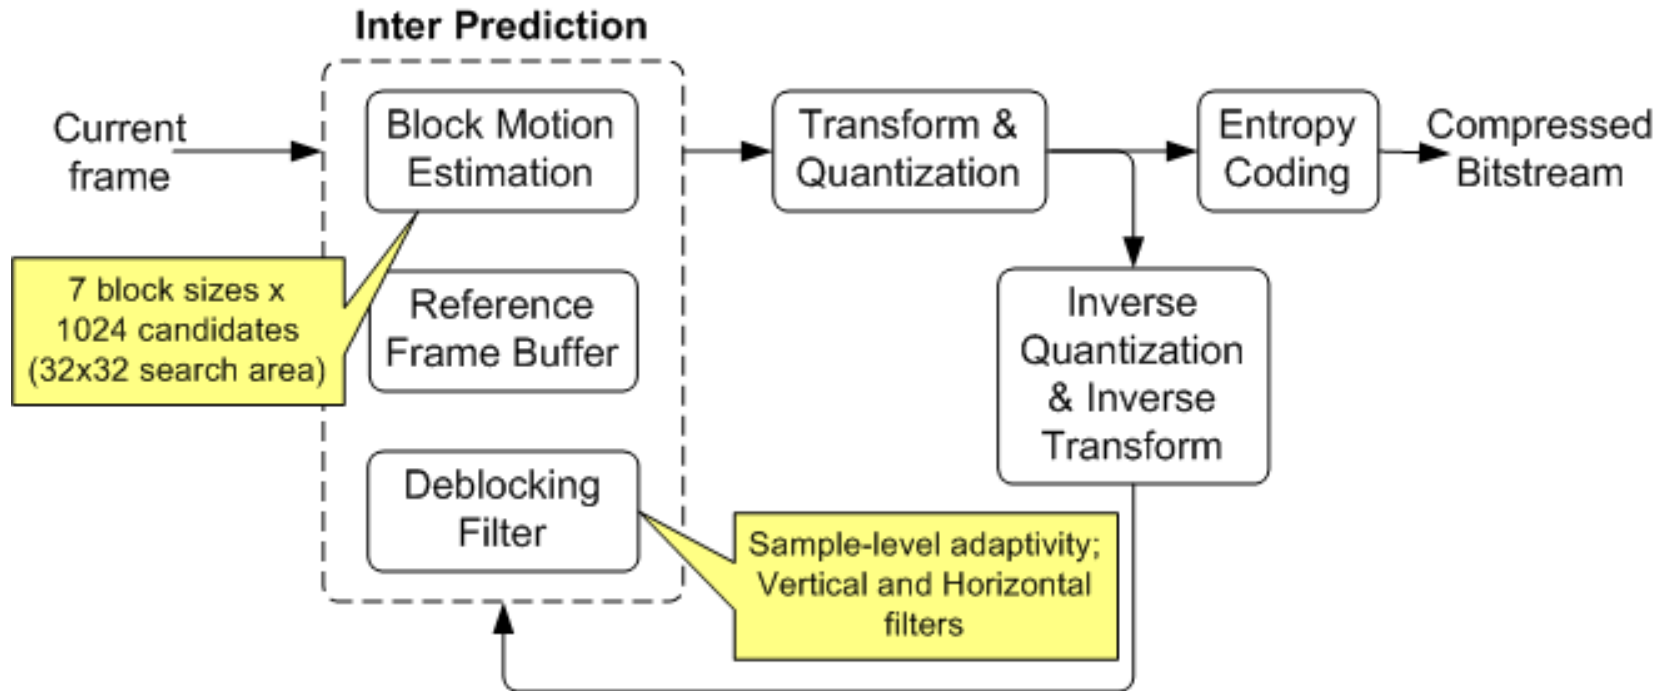 Inter Prediction
Current
frame
Block Motion
Estimation
Transform &
Quantization
Entropy
Coding
Compressed
Bitstream
7 block sizes x
1024 candidates
(32x32 search area)
Reference
Frame Buffer
Inverse
Quantization
& Inverse
Transform
Deblocking
Filter
Sample-level adaptivity;
Vertical and Horizontal
filters